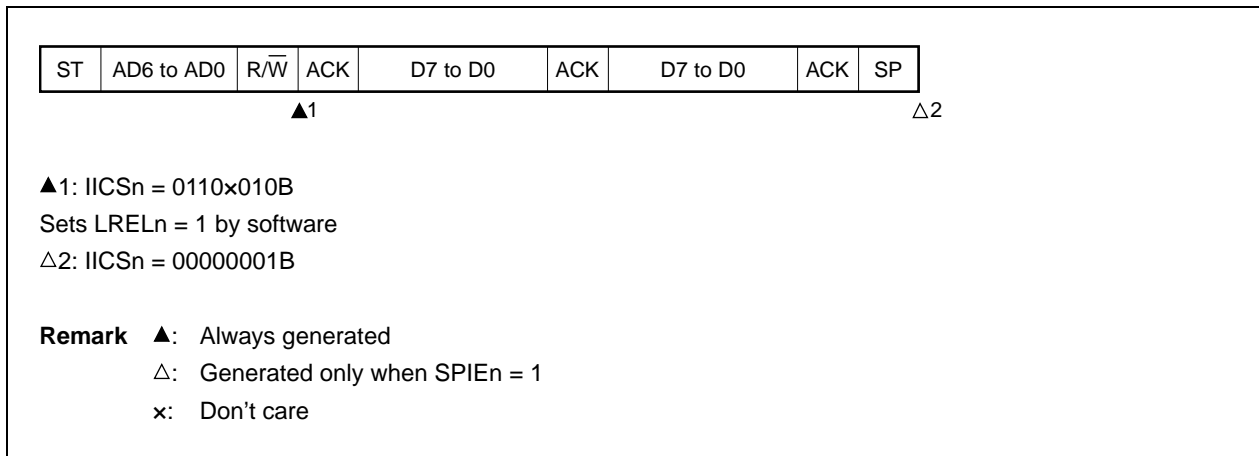 ST AD6 to AD0 R/W̅ ACK D7 to D0 ACK D7 to D0 ACK SP
▲1 △2
▲1: IICSn = 0110×010B
Sets LRELn = 1 by software
△2: IICSn = 00000001B
Remark ▲: Always generated
△: Generated only when SPIEn = 1
×: Don't care